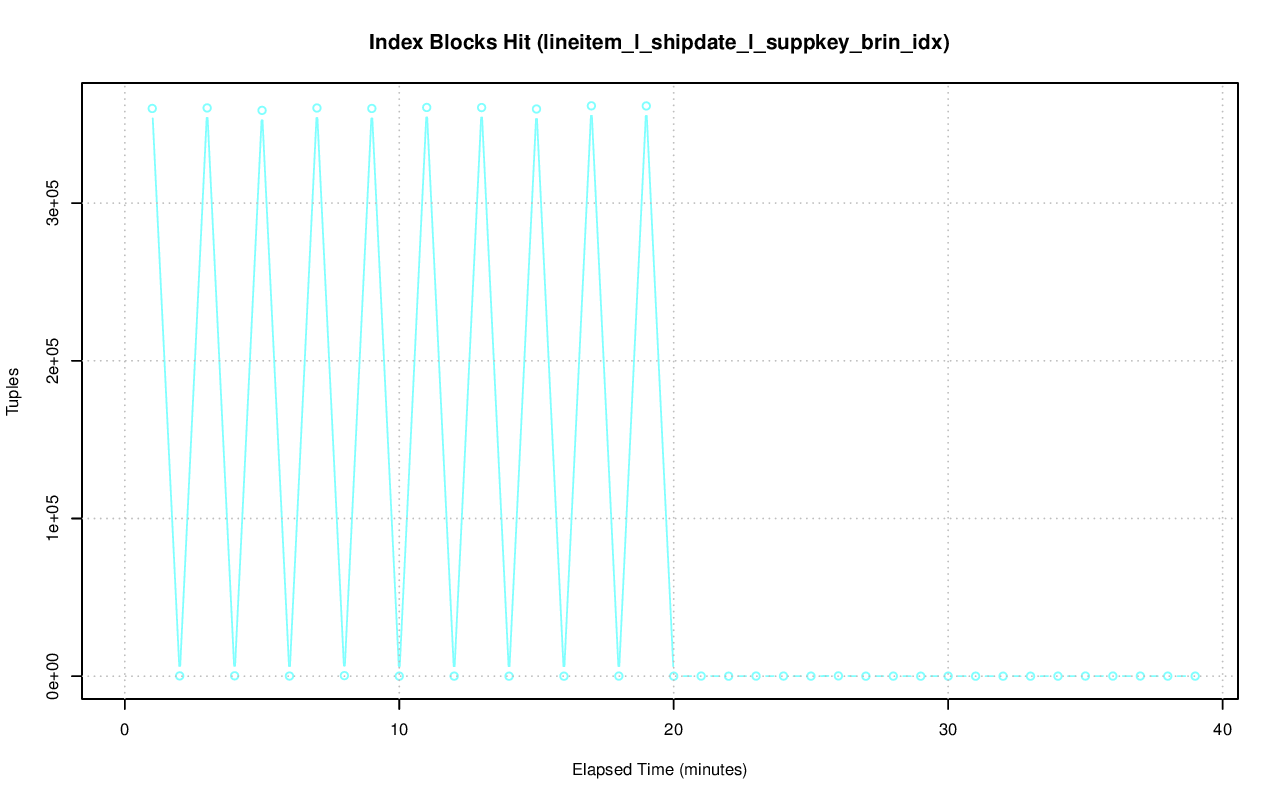 Index Blocks Hit (lineitem_l_shipdate_l_suppkey_brin_idx)
Tuples
3e+05
2e+05
1e+05
0e+00
0 10 20 30 40
Elapsed Time (minutes)